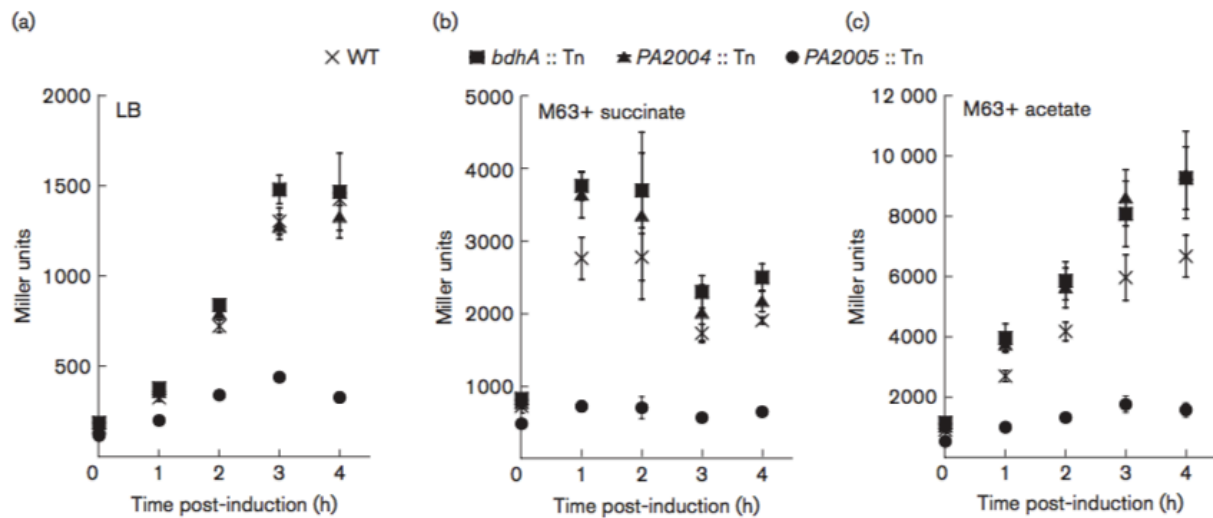 (a) (b) (c)
× WT ■ bdhA :: Tn ▲ PA2004 :: Tn ● PA2005 :: Tn
LB
2000
1500
1000
500
0 1 2 3 4
Miller units
Time post-induction (h)
M63+ succinate
5000
4000
3000
2000
1000
0 1 2 3 4
Miller units
Time post-induction (h)
M63+ acetate
12 000
10 000
8000
6000
4000
2000
0 1 2 3 4
Miller units
Time post-induction (h)